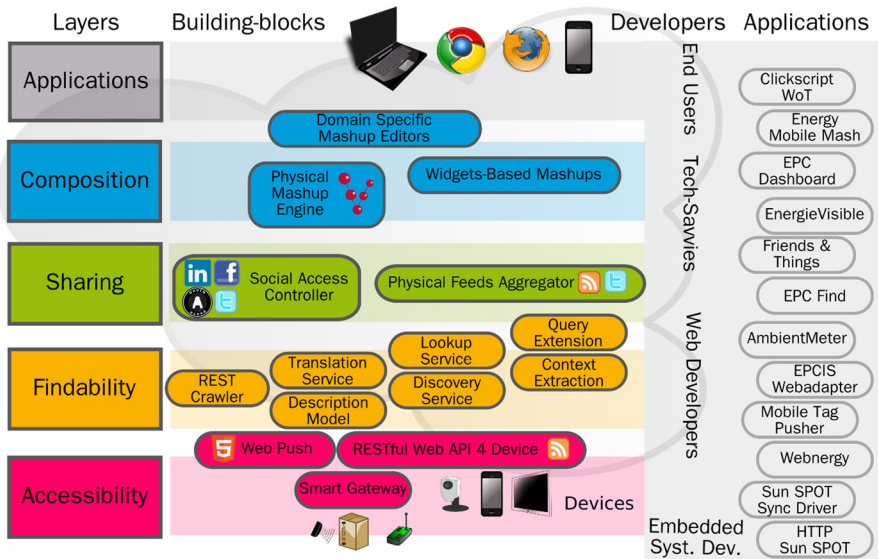 Layers
Building-blocks
Developers
Applications
Applications
Composition
Sharing
Findability
Accessibility
Domain Specific
Mashup Editors
Physical
Mashup
Engine
Widgets-Based Mashups
in
f
A
Social Access
Controller
Physical Feeds Aggregator
REST
Crawler
Translation
Service
Description
Model
Lookup
Service
Discovery
Service
Query
Extension
Context
Extraction
5
Web Push
RESTful Web API 4 Device
Smart Gateway
Devices
End Users
Tech-Savvies
Web Developers
Embedded
Syst. Dev.
Clickscript
WoT
Energy
Mobile Mash
EPC
Dashboard
EnergieVisible
Friends &
Things
EPC Find
AmbientMeter
EPCIS
Webadapter
Mobile Tag
Pusher
Webnergy
Sun SPOT
Sync Driver
HTTP
Sun SPOT